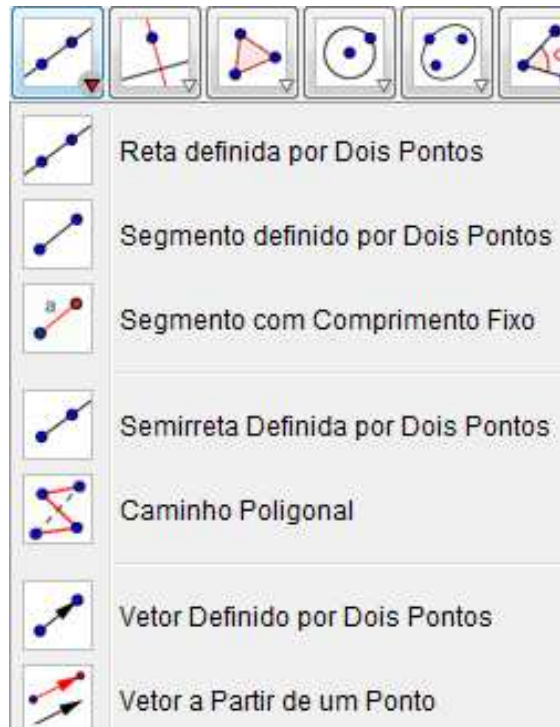 Reta definida por Dois Pontos
Segmento definido por Dois Pontos
a
Segmento com Comprimento Fixo
Semirreta Definida por Dois Pontos
Caminho Poligonal
Vetor Definido por Dois Pontos
Vetor a Partir de um Ponto